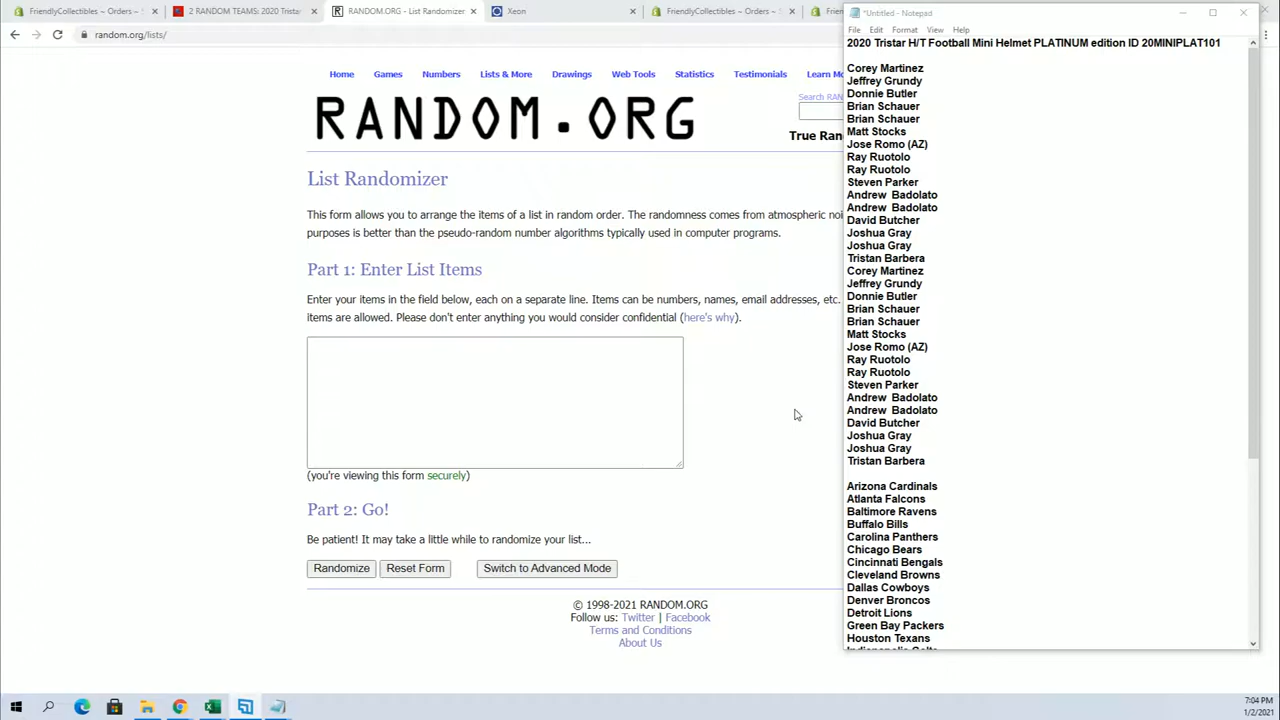 FriendlyCollectibles ~ Orders ~ S
2 RANDOM TEAMS: 2020 Tristar
RANDOM.ORG - List Randomizer
Xeon
FriendlyCollectibles ~ Orders ~ Sh
random.org/lists/
Home Games Numbers Lists & More Drawings Web Tools Statistics Testimonials Learn Mo
Search RAN
RANDOM.ORG
True Ran
List Randomizer
This form allows you to arrange the items of a list in random order. The randomness comes from atmospheric noi
purposes is better than the pseudo-random number algorithms typically used in computer programs.
Part 1: Enter List Items
Enter your items in the field below, each on a separate line. Items can be numbers, names, email addresses, etc.
items are allowed. Please don't enter anything you would consider confidential (here's why).
(you're viewing this form securely)
Part 2: Go!
Be patient! It may take a little while to randomize your list...
Randomize Reset Form Switch to Advanced Mode
© 1998-2021 RANDOM.ORG
Follow us: Twitter | Facebook
Terms and Conditions
About Us
*Untitled - Notepad
File Edit Format View Help
2020 Tristar H/T Football Mini Helmet PLATINUM edition ID 20MINIPLAT101
Corey Martinez
Jeffrey Grundy
Donnie Butler
Brian Schauer
Brian Schauer
Matt Stocks
Jose Romo (AZ)
Ray Ruotolo
Ray Ruotolo
Steven Parker
Andrew  Badolato
Andrew  Badolato
David Butcher
Joshua Gray
Joshua Gray
Tristan Barbera
Corey Martinez
Jeffrey Grundy
Donnie Butler
Brian Schauer
Brian Schauer
Matt Stocks
Jose Romo (AZ)
Ray Ruotolo
Ray Ruotolo
Steven Parker
Andrew  Badolato
Andrew  Badolato
David Butcher
Joshua Gray
Joshua Gray
Tristan Barbera
Arizona Cardinals
Atlanta Falcons
Baltimore Ravens
Buffalo Bills
Carolina Panthers
Chicago Bears
Cincinnati Bengals
Cleveland Browns
Dallas Cowboys
Denver Broncos
Detroit Lions
Green Bay Packers
Houston Texans
7:04 PM
1/2/2021